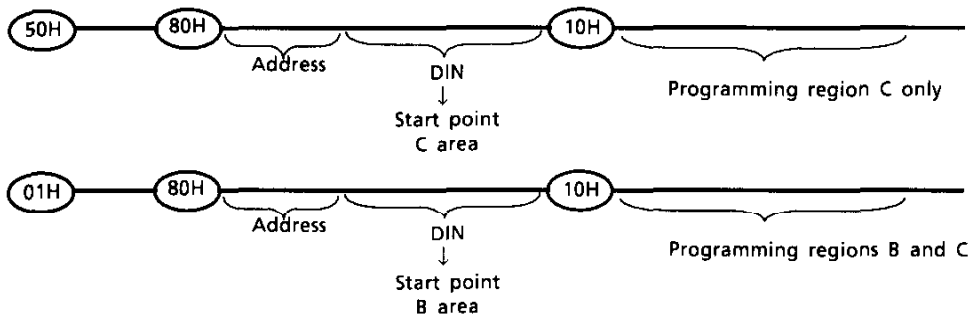 50H 80H 10H
Address DIN Programming region C only
↓
Start point
C area
01H 80H 10H
Address DIN Programming regions B and C
↓
Start point
B area